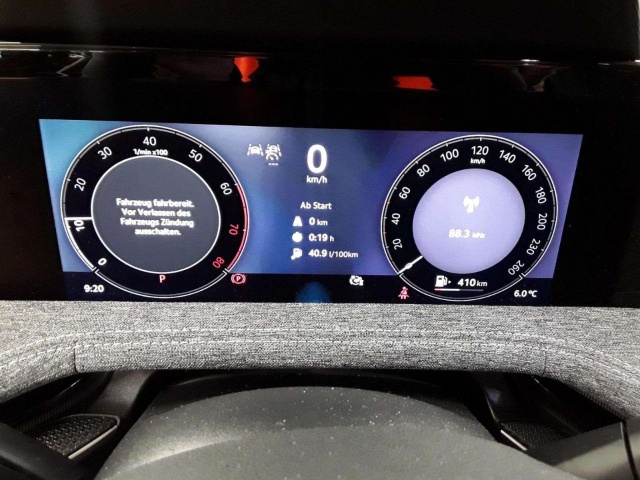 40
1/min x100
30
50
20
60
10
70
0
80
Fahrzeug fahrbereit.
Vor Verlassen des
Fahrzeugs Zündung
ausschalten.
P
9:20
0
km/h
Ab Start
0 km
0:19 h
40.9 l/100km
100
120
km/h
80
140
60
160
40
180
20
200
220
260
88.3
410 km
6.0 °C